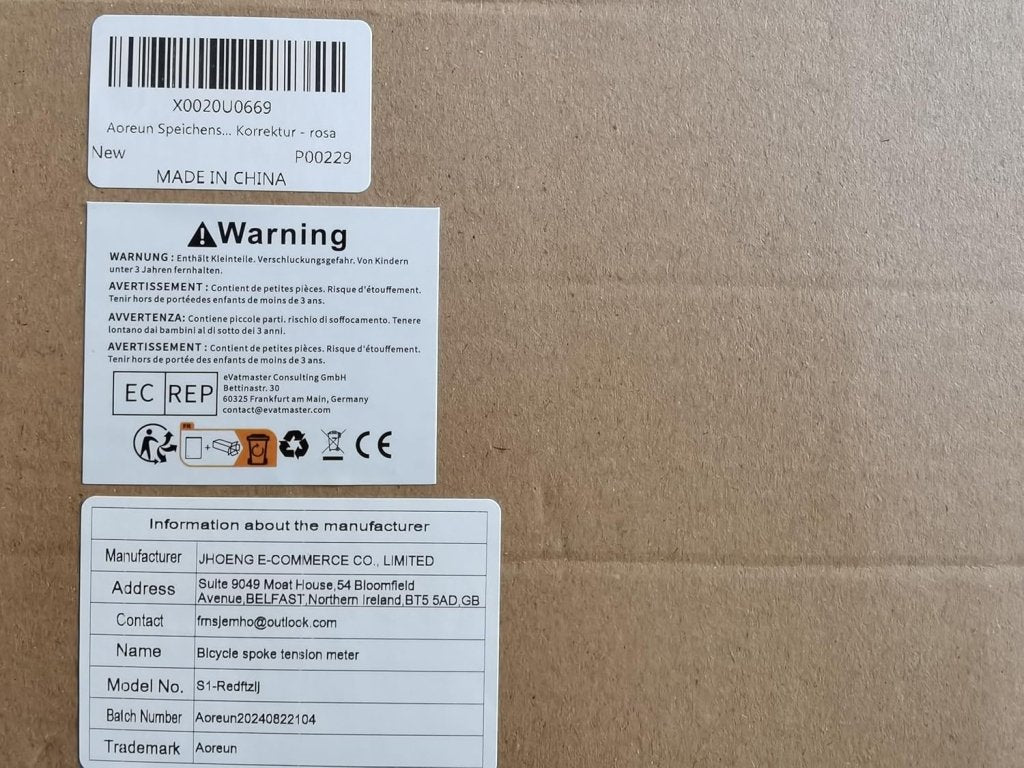 X0020U0669
Aoreun Speichens... Korrektur - rosa
New P00229
MADE IN CHINA
Warning
WARNUNG : Enthält Kleinteile. Verschluckungsgefahr. Von Kindern
unter 3 Jahren fernhalten.
AVERTISSEMENT : Contient de petites pièces. Risque d'étouffement.
Tenir hors de portéedes enfants de moins de 3 ans.
AVVERTENZA: Contiene piccole parti. rischio di soffocamento. Tenere
lontano dai bambini al di sotto dei 3 anni.
AVERTISSEMENT : Contient de petites pièces. Risque d'étouffement.
Tenir hors de portée des enfants de moins de 3 ans.
EC REP
eVatmaster Consulting GmbH
Bettinastr. 30
60325 Frankfurt am Main, Germany
contact@evatmaster.com
FR
CE
Information about the manufacturer
Manufacturer JHOENG E-COMMERCE CO., LIMITED
Address Suite 9049 Moat House,54 Bloomfield
Avenue,BELFAST,Northern Ireland,BT5 5AD,GB
Contact frnsjemho@outlook.com
Name Bicycle spoke tension meter
Model No. S1-Redftzlj
Batch Number Aoreun20240822104
Trademark Aoreun